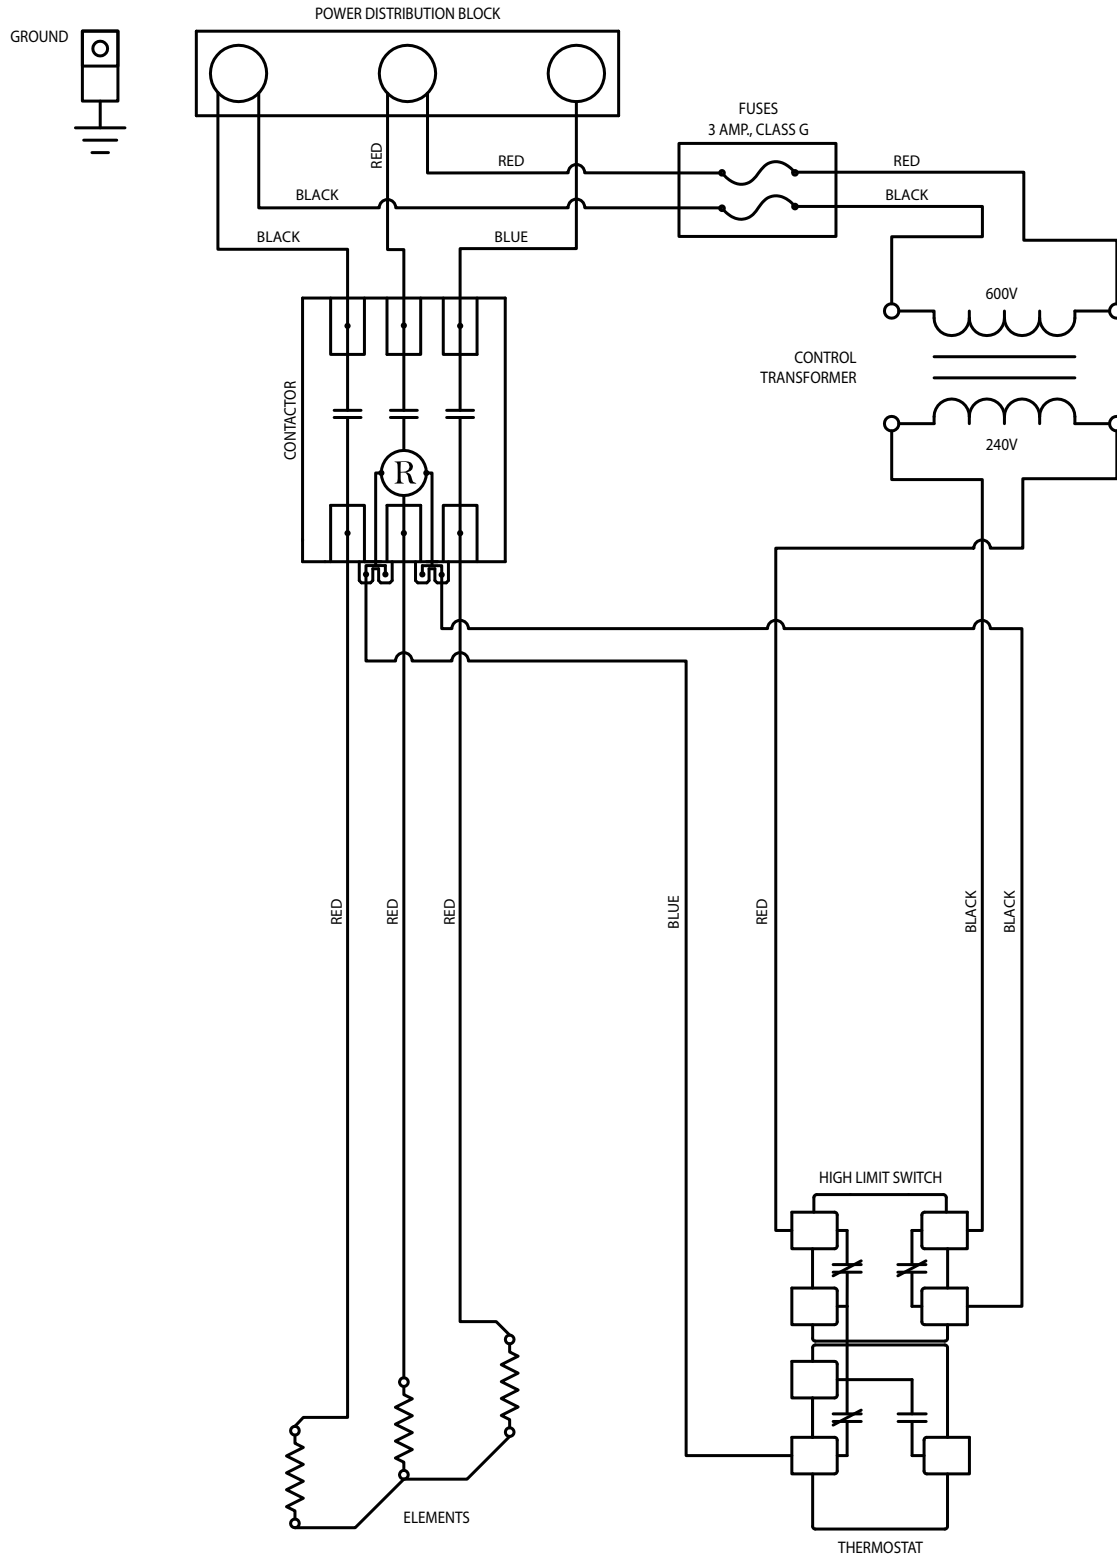 POWER DISTRIBUTION BLOCK
GROUND
FUSES
3 AMP., CLASS G
RED
RED
RED
BLACK
BLACK
BLACK
BLUE
600V
CONTROL
TRANSFORMER
CONTACTOR
240V
R
RED
RED
RED
BLUE
RED
BLACK
BLACK
HIGH LIMIT SWITCH
ELEMENTS
THERMOSTAT